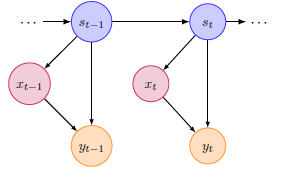 ⋯ s_{t−1} s_t ⋯
x_{t−1} x_t
y_{t−1} y_t